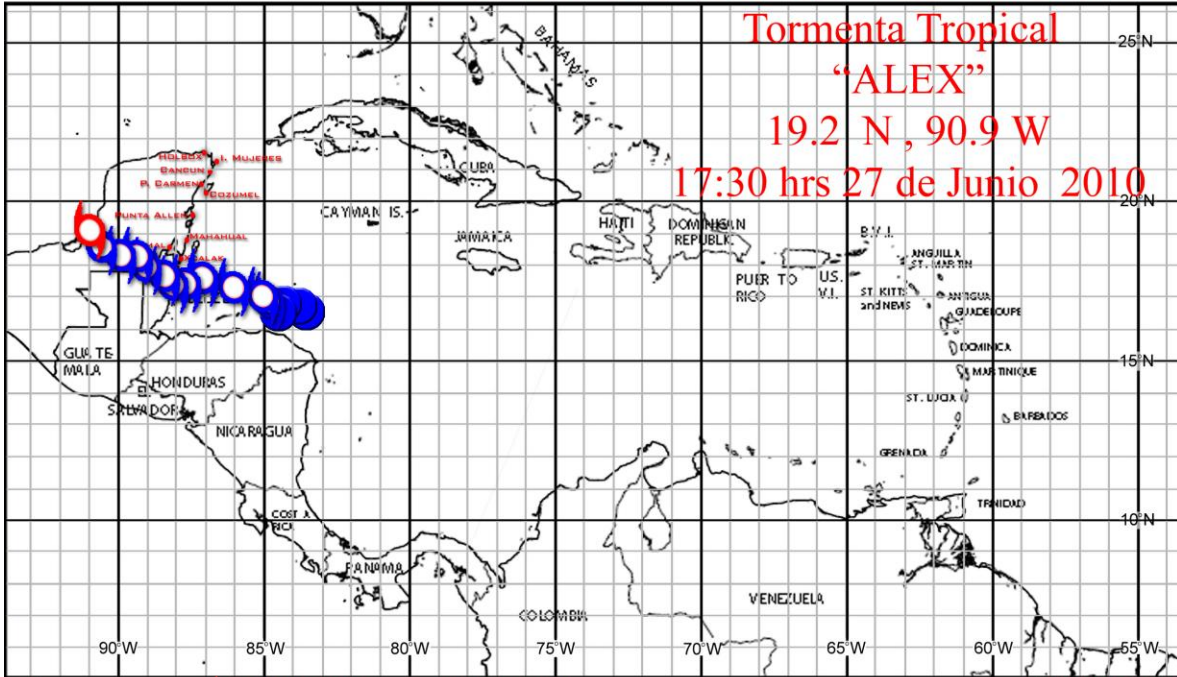 Tormenta Tropical
“ALEX”
19.2 N , 90.9 W
17:30 hrs 27 de Junio 2010
25°N
20°N
15°N
10°N
90°W
85°W
80°W
75°W
70°W
65°W
60°W
55°W
BAHAMAS
HOLBOX
I. MUJERES
CANCUN
P. CARMEN
COZUMEL
PUNTA ALLEN
MAHAHUAL
XCALAK
CUBA
CAYMAN IS.
JAMAICA
HAITI
DOMINICAN
REPUBLIC
PUERTO
RICO
U.S.
V.I.
B.V.I.
ANGUILLA
ST. MARTIN
ST. KITTS
and NEVIS
ANTIGUA
GUADELOUPE
DOMINICA
MARTINIQUE
ST. LUCIA
BARBADOS
GRENADA
TRINIDAD
GUATE-
MALA
HONDURAS
SALVADOR
NICARAGUA
COSTA
RICA
PANAMA
COLOMBIA
VENEZUELA